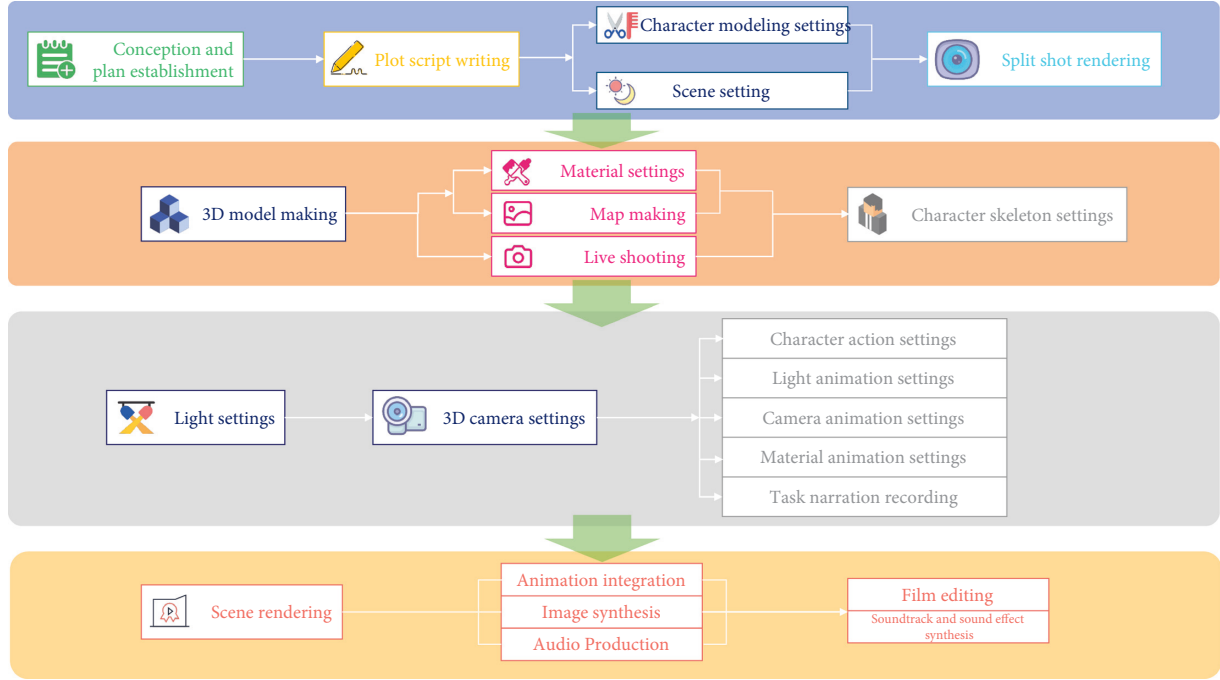 Conception and
plan establishment
Plot script writing
Character modeling settings
Scene setting
Split shot rendering
3D model making
Material settings
Map making
Live shooting
Character skeleton settings
Light settings
3D camera settings
Character action settings
Light animation settings
Camera animation settings
Material animation settings
Task narration recording
Scene rendering
Animation integration
Image synthesis
Audio Production
Film editing
Soundtrack and sound effect
synthesis